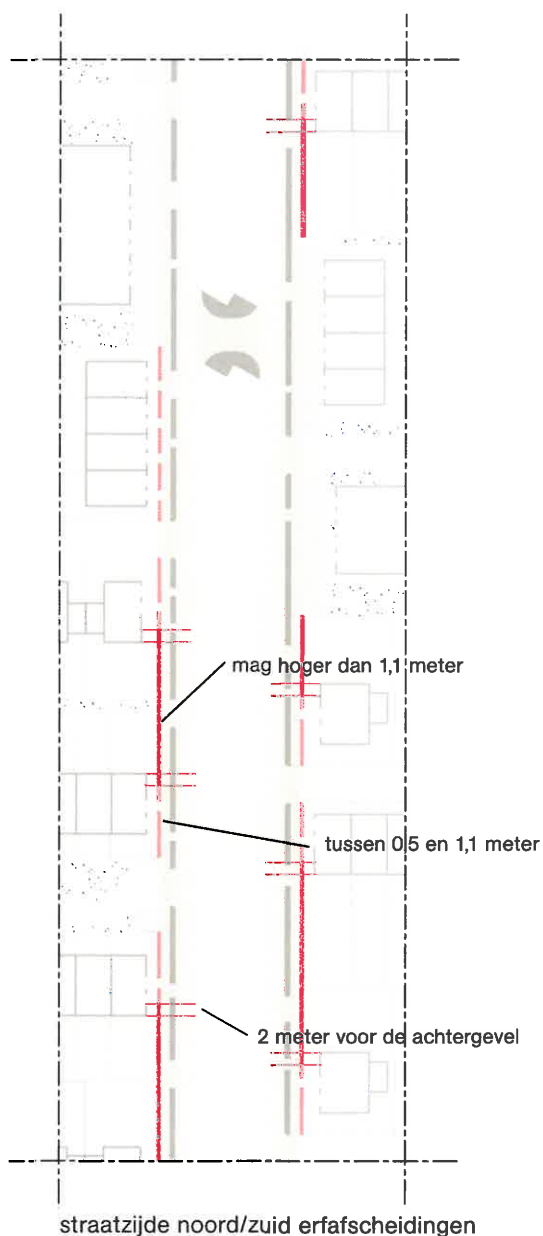 mag hoger dan 1,1 meter
tussen 0,5 en 1,1 meter
2 meter voor de achtergevel
straatzijde noord/zuid erfafscheidingen